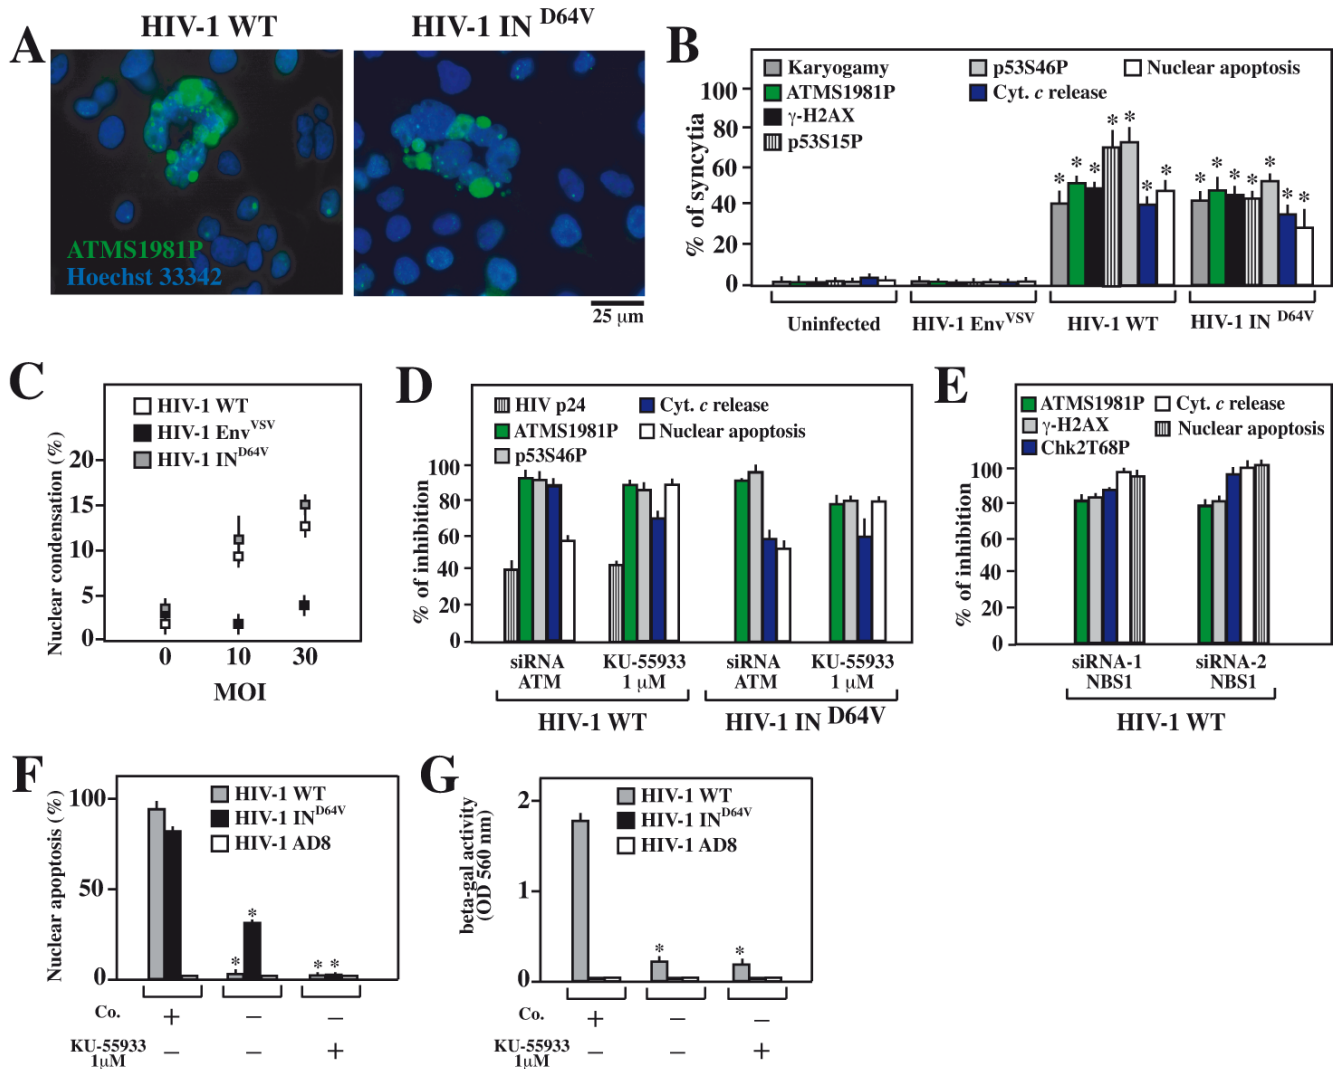 HIV-1 WT
HIV-1 IN D64V
A
ATMS1981P
Hoechst 33342
25 µm
B
Karyogamy
ATMS1981P
γ-H2AX
p53S15P
p53S46P
Cyt. c release
Nuclear apoptosis
% of syncytia
100
80
60
40
20
0
* * * * * * *
* * * * * * *
Uninfected
HIV-1 EnvVSV
HIV-1 WT
HIV-1 IN D64V
C
HIV-1 WT
HIV-1 EnvVSV
HIV-1 IND64V
Nuclear condensation (%)
20
15
10
5
0
0 10 30
MOI
D
HIV p24
ATMS1981P
p53S46P
Cyt. c release
Nuclear apoptosis
% of inhibition
100
80
60
40
20
0
siRNA
ATM
KU-55933
1 µM
siRNA
ATM
KU-55933
1 µM
HIV-1 WT
HIV-1 IN D64V
E
ATMS1981P
γ-H2AX
Chk2T68P
Cyt. c release
Nuclear apoptosis
% of inhibition
100
80
60
40
20
0
siRNA-1
NBS1
siRNA-2
NBS1
HIV-1 WT
F
HIV-1 WT
HIV-1 IND64V
HIV-1 AD8
Nuclear apoptosis (%)
100
50
0
* *
* *
Co. + − −
KU-55933
1µM
− − +
G
HIV-1 WT
HIV-1 IND64V
HIV-1 AD8
beta-gal activity
(OD 560 nm)
2
1
0
* *
Co. + − −
KU-55933
1µM
− − +